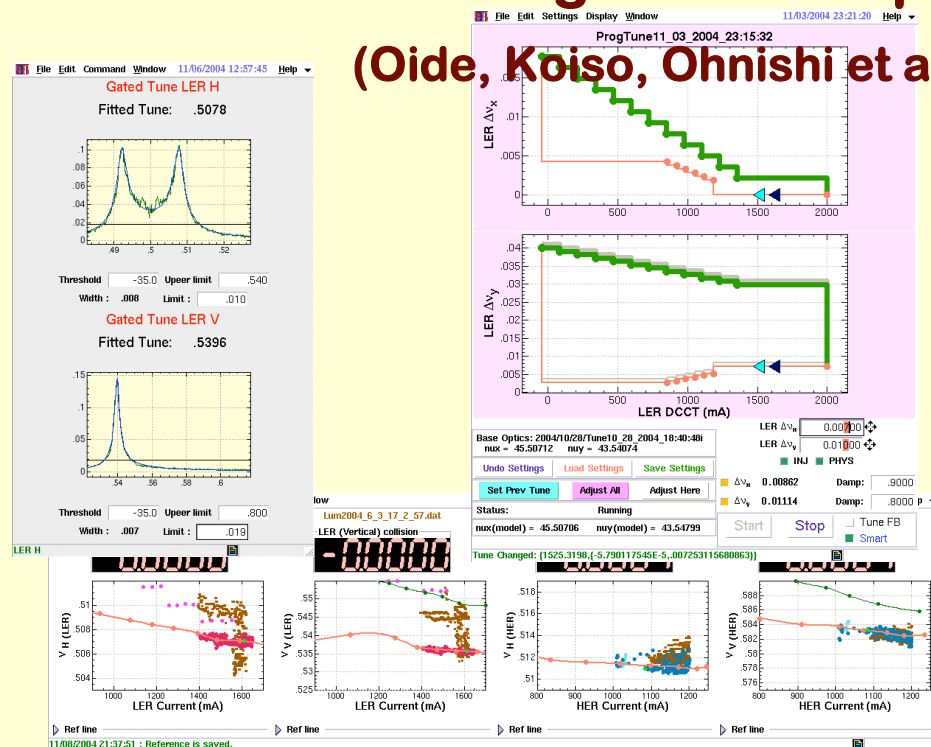 (Oide, Koiso, Ohnishi et a
File Edit Command Window 11/06/2004 12:57:45 Help
Gated Tune LER H
Fitted Tune: .5078
.1
.08
.06
.04
.02
0
.49 .5 .51 .52
Threshold -35.0 Upeer limit .540
Width : .008 Limit : .010
Gated Tune LER V
Fitted Tune: .5396
.15
.1
.05
0
.54 .56 .58 .6
Threshold -35.0 Upeer limit .800
Width : .007 Limit : .019
LER H
File Edit Settings Display Window 11/03/2004 23:21:20 Help
ProgTune11_03_2004_23:15:32
LER Δνx
.01
.005
0
0 500 1000 1500 2000
LER Δνy
.04
.035
.03
.025
.02
.015
.01
.005
0
0 500 1000 1500 2000
LER DCCT (mA)
Base Optics: 2004/10/28/Tune10_28_2004_18:40:48i
nux = 45.50712 nuy = 43.54074
Undo Settings Load Settings Save Settings
Set Prev Tune Adjust All Adjust Here
Status: Running
nux(model) = 45.50706 nuy(model) = 43.54799
LER Δνx 0.00700
LER Δνy 0.01000
INJ PHYS
Δνx 0.00862 Damp: .9000
Δνy 0.01114 Damp: .8000
Start Stop Tune FB
Smart
Tune Changed: {1525.3198,{-5.790117545E-5,.007253115680863}}
low
Lum2004_6_3_17_2_57.dat
LER (Vertical) collision
ν H (LER)
.51
.508
.506
.504
1000 1200 1400 1600
LER Current (mA)
ν V (LER)
.55
.545
.54
.535
.53
.525
1000 1200 1400 1600
LER Current (mA)
ν H (HER)
.518
.516
.514
.512
.51
800 900 1000 1100 1200
HER Current (mA)
ν V (HER)
.588
.586
.584
.582
.58
.578
.576
800 900 1000 1100 1200
HER Current (mA)
Ref line Ref line Ref line Ref line
11/08/2004 21:37:51 : Reference is saved.